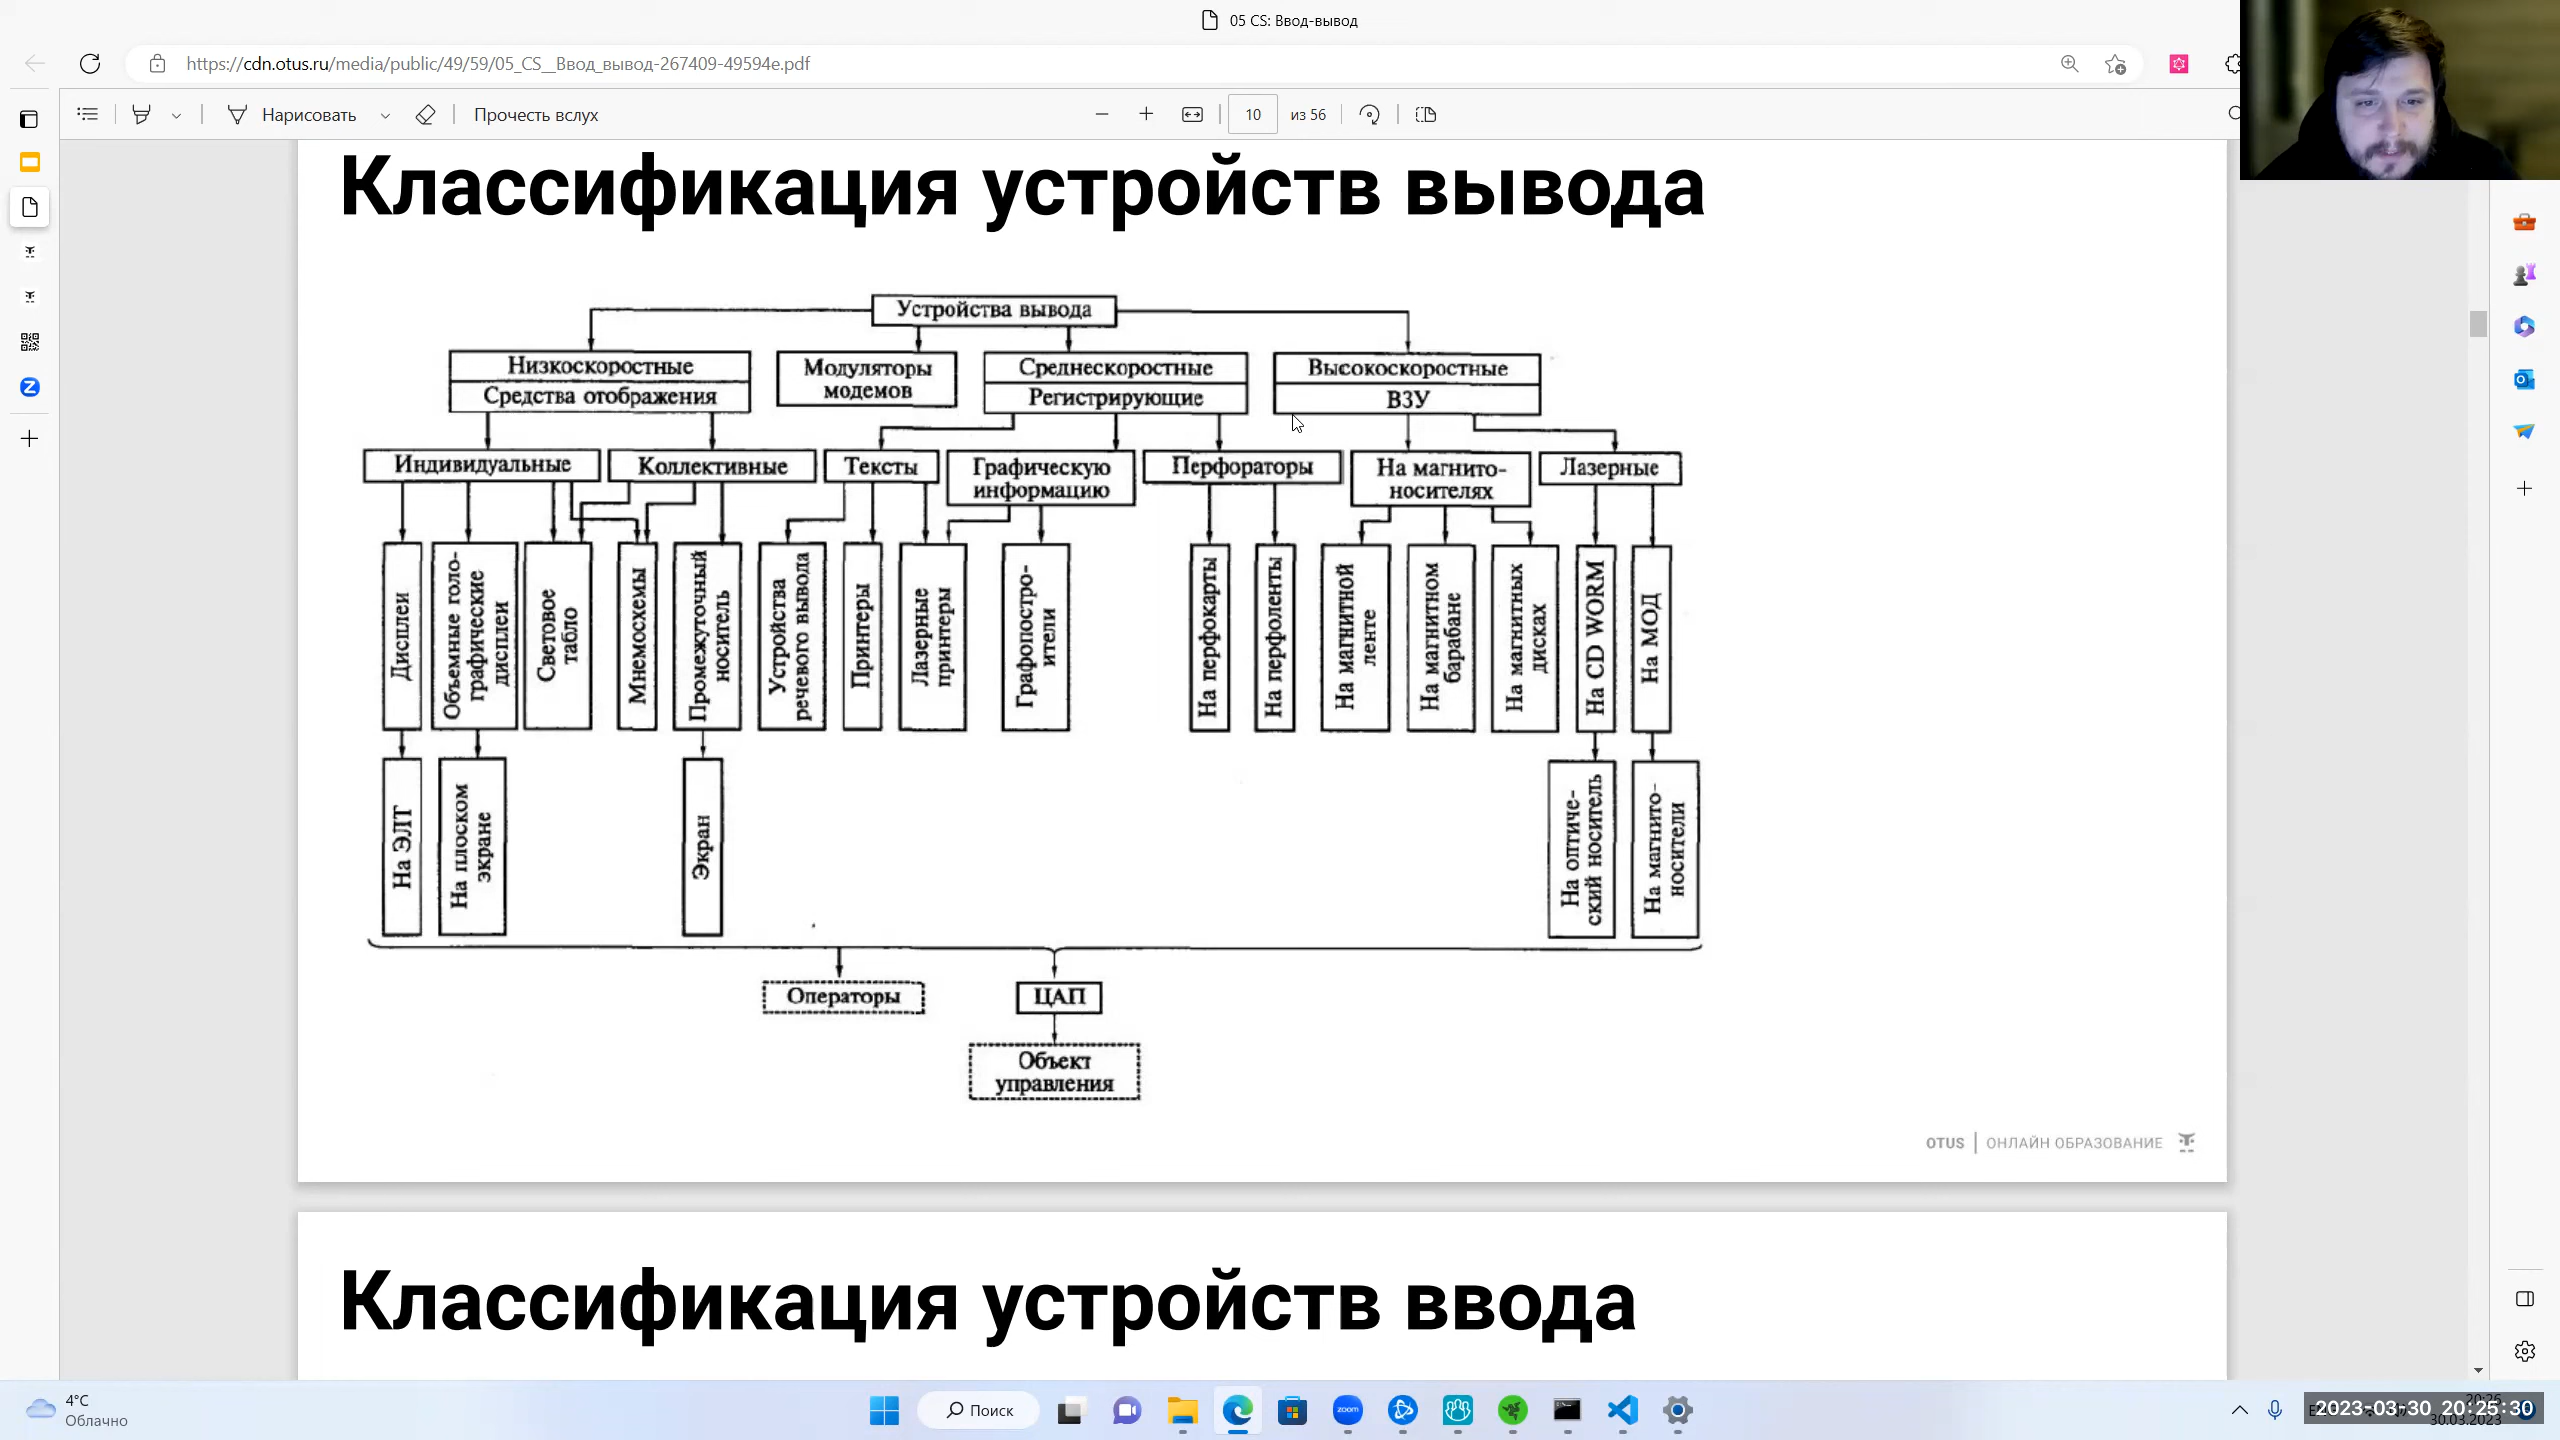 05 CS: Ввод-вывод
https://cdn.otus.ru/media/public/49/59/05_CS__Ввод_вывод-267409-49594e.pdf
Нарисовать
Прочесть вслух
10
из 56
Классификация устройств вывода
Устройства вывода
Низкоскоростные
Средства отображения
Модуляторы
модемов
Среднескоростные
Регистрирующие
Высокоскоростные
ВЗУ
Индивидуальные
Коллективные
Тексты
Графическую
информацию
Перфораторы
На магнито-
носителях
Лазерные
Дисплеи
Объемные голо-
графические
дисплеи
Световое
табло
Мнемосхемы
Промежуточный
носитель
Устройства
речевого вывода
Принтеры
Лазерные
принтеры
Графопостро-
ители
На перфокарты
На перфоленты
На магнитной
ленте
На магнитном
барабане
На магнитных
дисках
На CD WORM
На МОД
На ЭЛТ
На плоском
экране
Экран
На оптиче-
ский носитель
На магнито-
носители
Операторы
ЦАП
Объект
управления
OTUS | ОНЛАЙН ОБРАЗОВАНИЕ
Классификация устройств ввода
4°C
Облачно
Поиск
zoom
2023-03-30 20:25:30